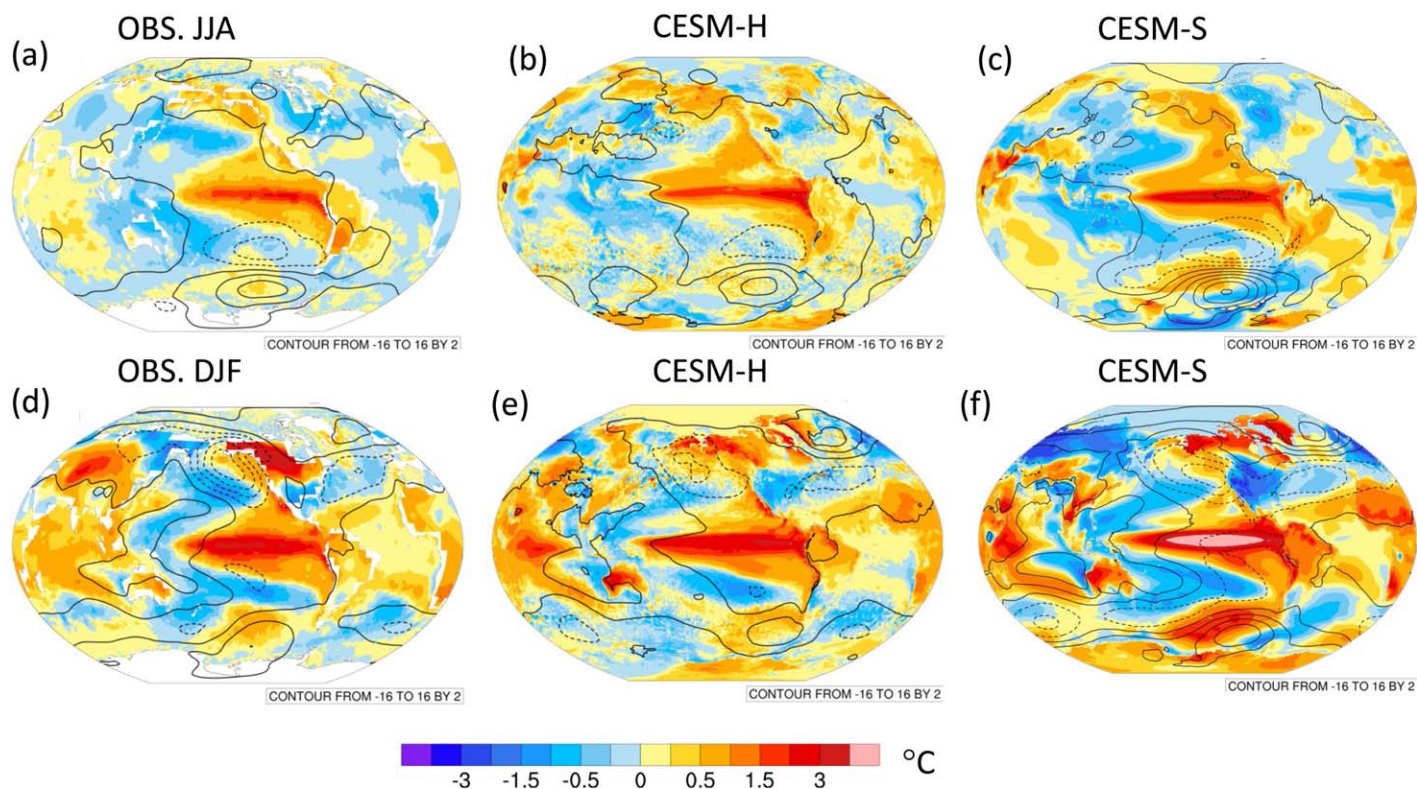 OBS. JJA CESM-H CESM-S
(a) (b) (c)
CONTOUR FROM -16 TO 16 BY 2 CONTOUR FROM -16 TO 16 BY 2 CONTOUR FROM -16 TO 16 BY 2
OBS. DJF CESM-H CESM-S
(d) (e) (f)
CONTOUR FROM -16 TO 16 BY 2 CONTOUR FROM -16 TO 16 BY 2 CONTOUR FROM -16 TO 16 BY 2
-3 -1.5 -0.5 0 0.5 1.5 3 °C